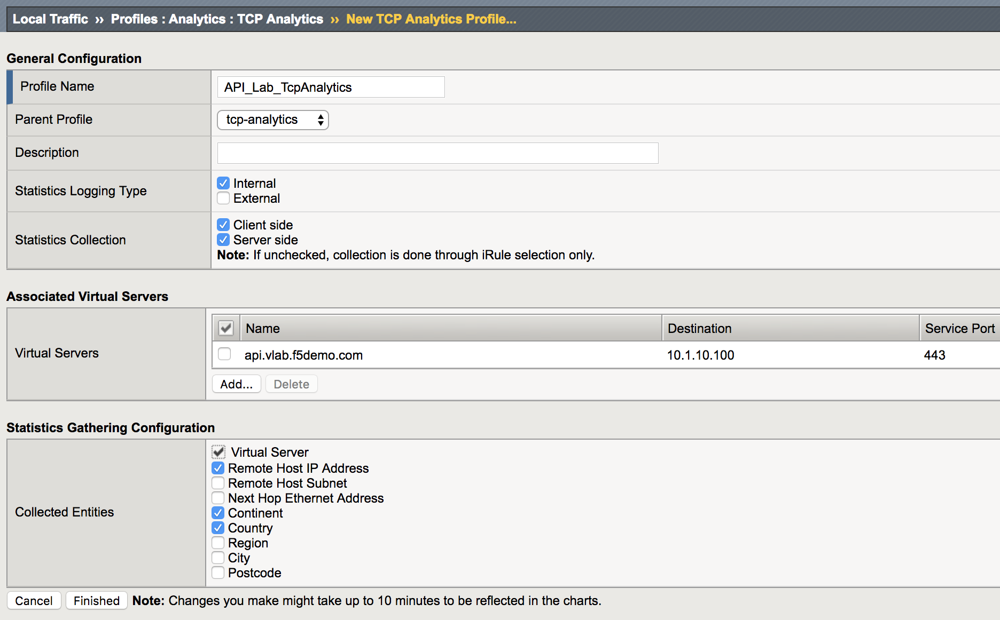 Local Traffic ›› Profiles : Analytics : TCP Analytics ›› New TCP Analytics Profile...
General Configuration
Profile Name API_Lab_TcpAnalytics
Parent Profile tcp-analytics
Description
Statistics Logging Type
Internal
External
Statistics Collection
Client side
Server side
Note: If unchecked, collection is done through iRule selection only.
Associated Virtual Servers
Virtual Servers
Name Destination Service Port
api.vlab.f5demo.com 10.1.10.100 443
Add... Delete
Statistics Gathering Configuration
Collected Entities
Virtual Server
Remote Host IP Address
Remote Host Subnet
Next Hop Ethernet Address
Continent
Country
Region
City
Postcode
Cancel Finished Note: Changes you make might take up to 10 minutes to be reflected in the charts.